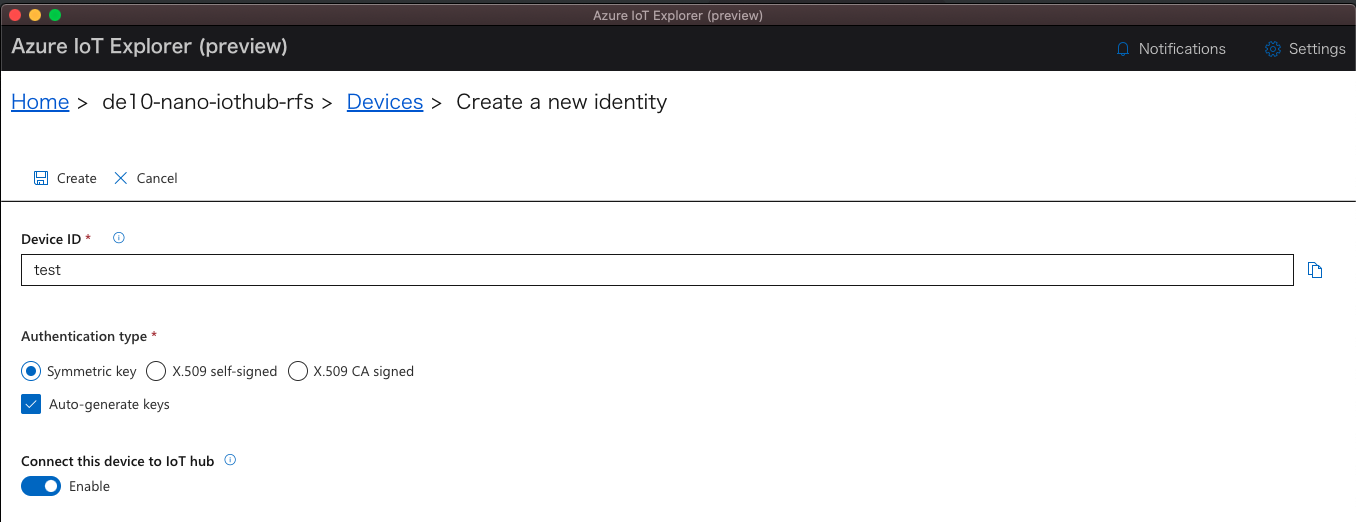 Azure IoT Explorer (preview)
Azure IoT Explorer (preview) Notifications Settings
Home > de10-nano-iothub-rfs > Devices > Create a new identity
Create Cancel
Device ID *
test
Authentication type *
Symmetric key X.509 self-signed X.509 CA signed
Auto-generate keys
Connect this device to IoT hub
Enable